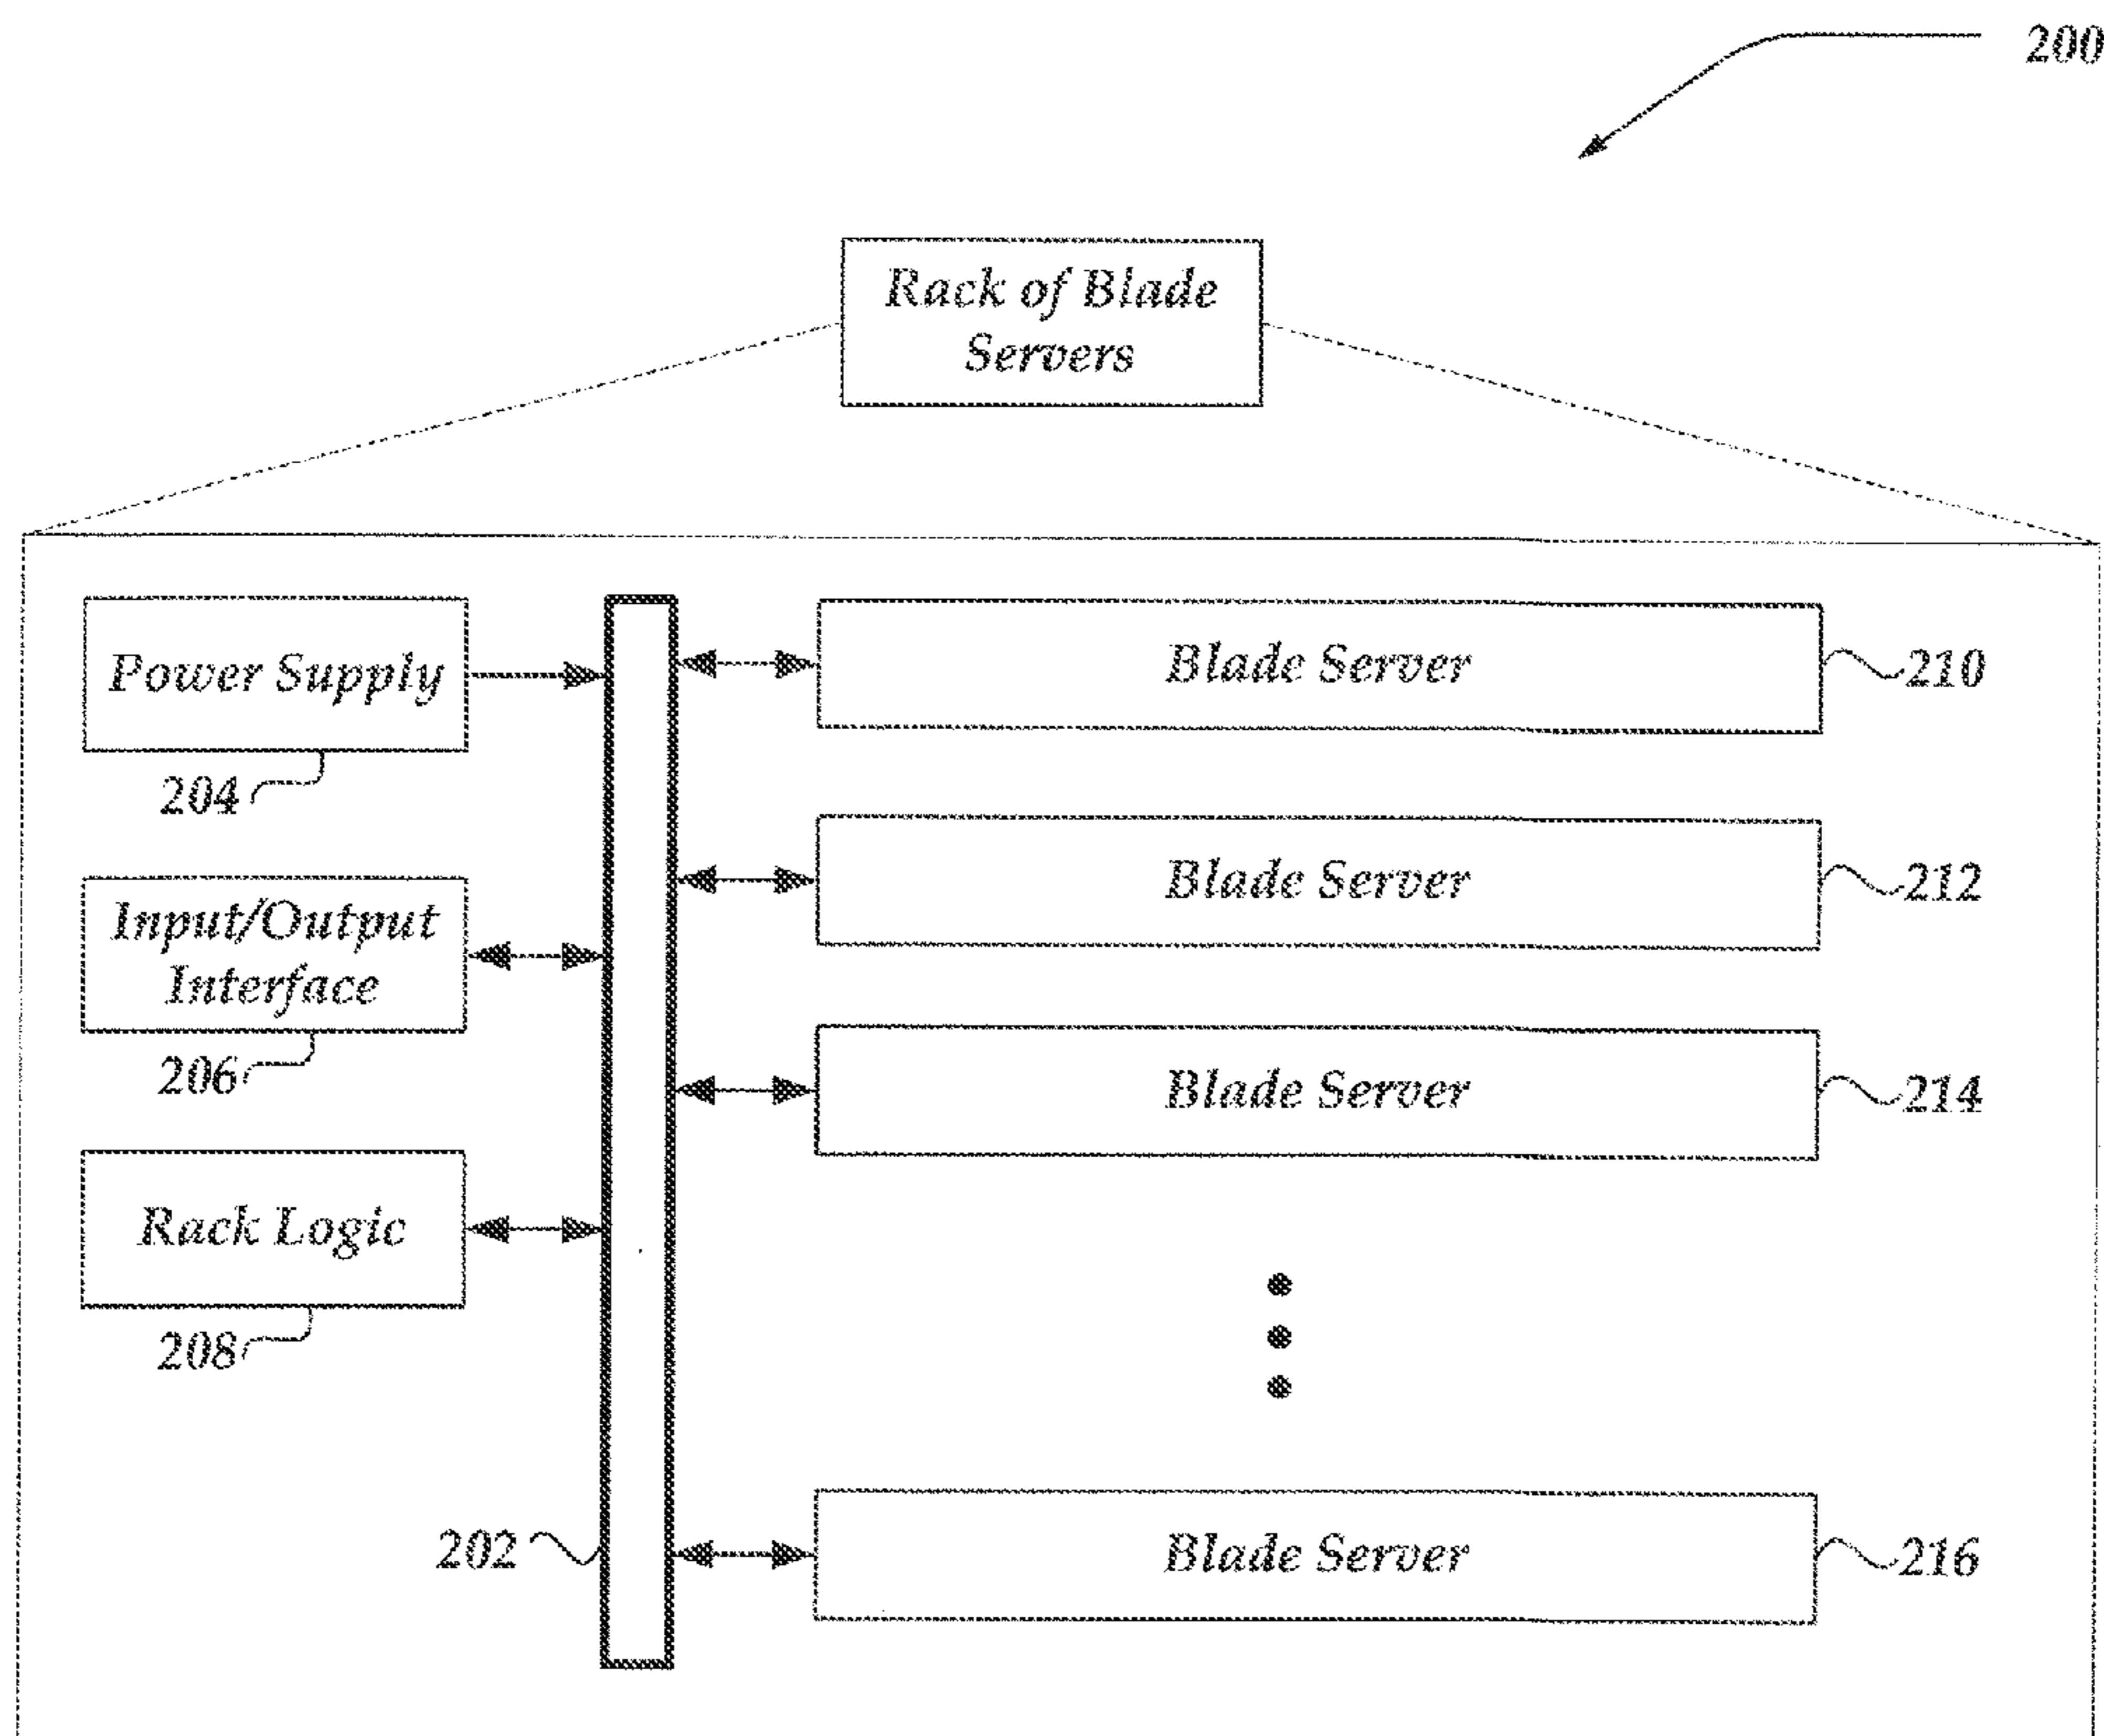 200
Rack of Blade
Servers
Power Supply
204
Input/Output
Interface
206
Rack Logic
208
202
Blade Server
210
Blade Server
212
Blade Server
214
Blade Server
216